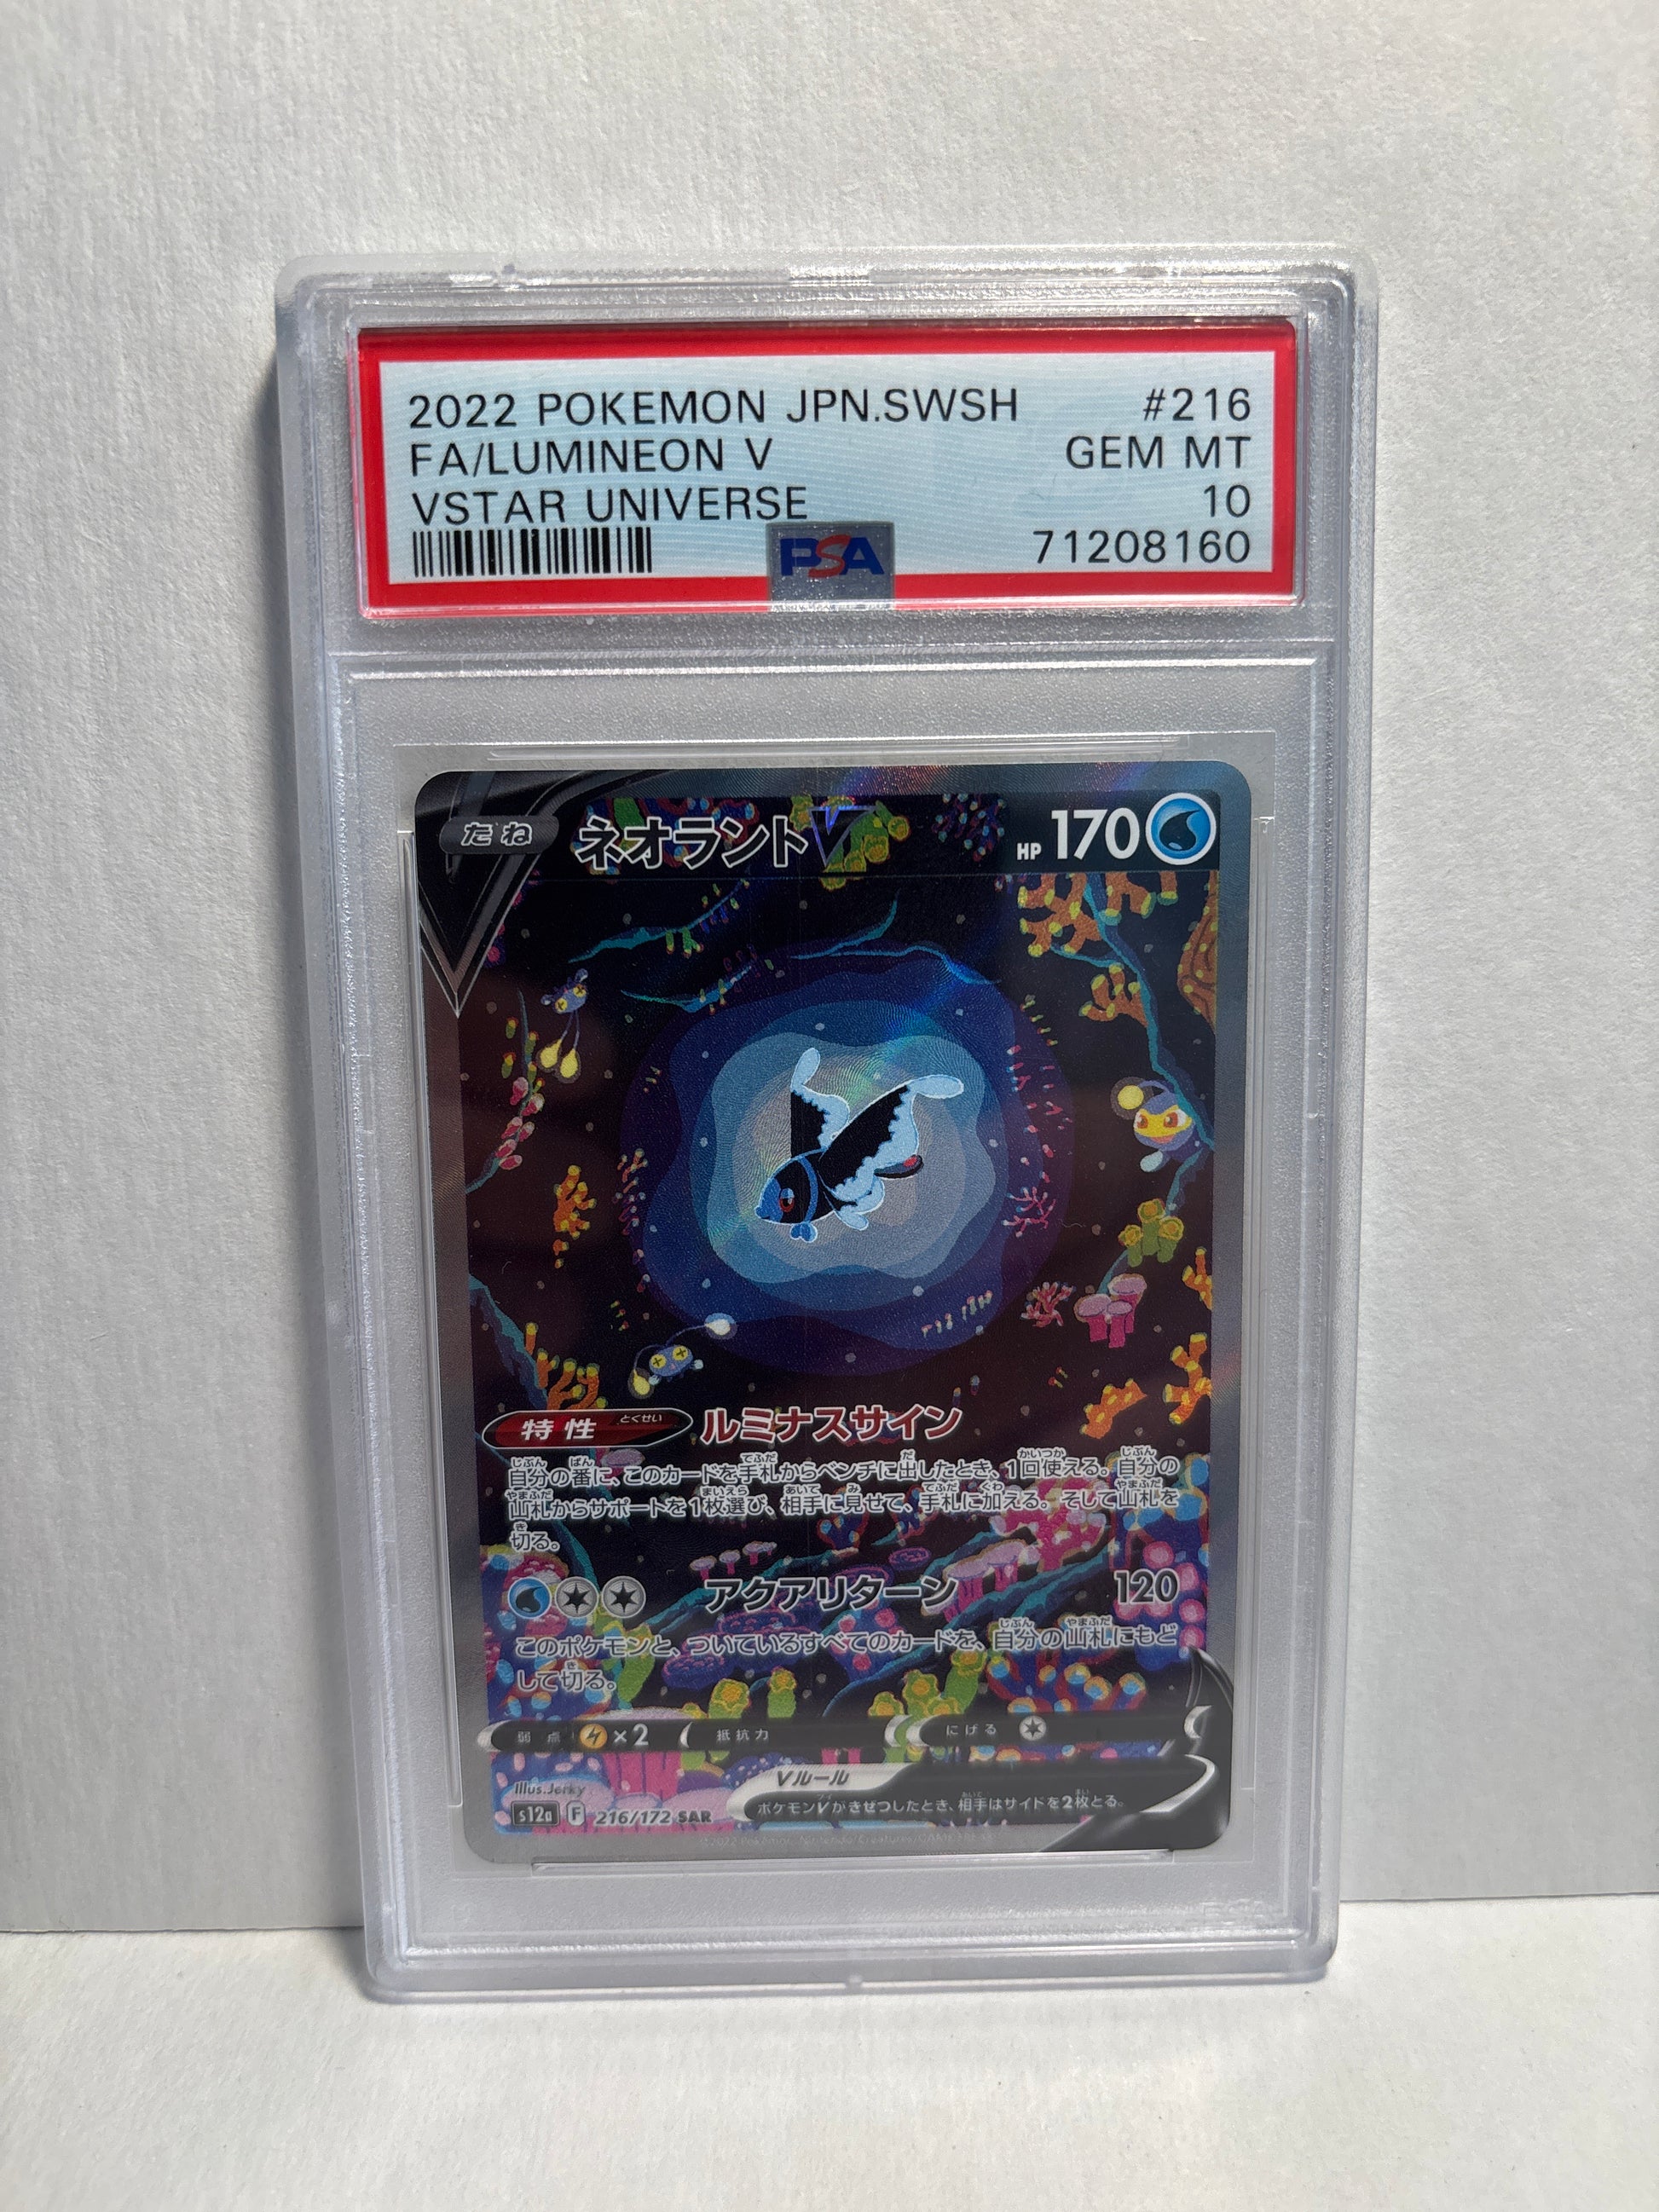 2022 POKEMON JPN.SWSH #216
FA/LUMINEON V GEM MT
VSTAR UNIVERSE 10
PSA 71208160
たね ネオラントV HP 170
特性 とくせい ルミナスサイン
自分の番に、このカードを手札からベンチに出したとき、1回使える。自分の
山札からサポートを1枚選び、相手に見せて、手札に加える。そして山札を
切る。
アクアリターン 120
このポケモンと、ついているすべてのカードを、自分の山札にもど
して切る。
弱点 ×2 抵抗力 にげる
Illus.Jerky Vルール
s12a F 216/172 SAR ポケモンVがきぜつしたとき、相手はサイドを2枚とる。
©2022 Pokémon/Nintendo/Creatures/GAME FREAK